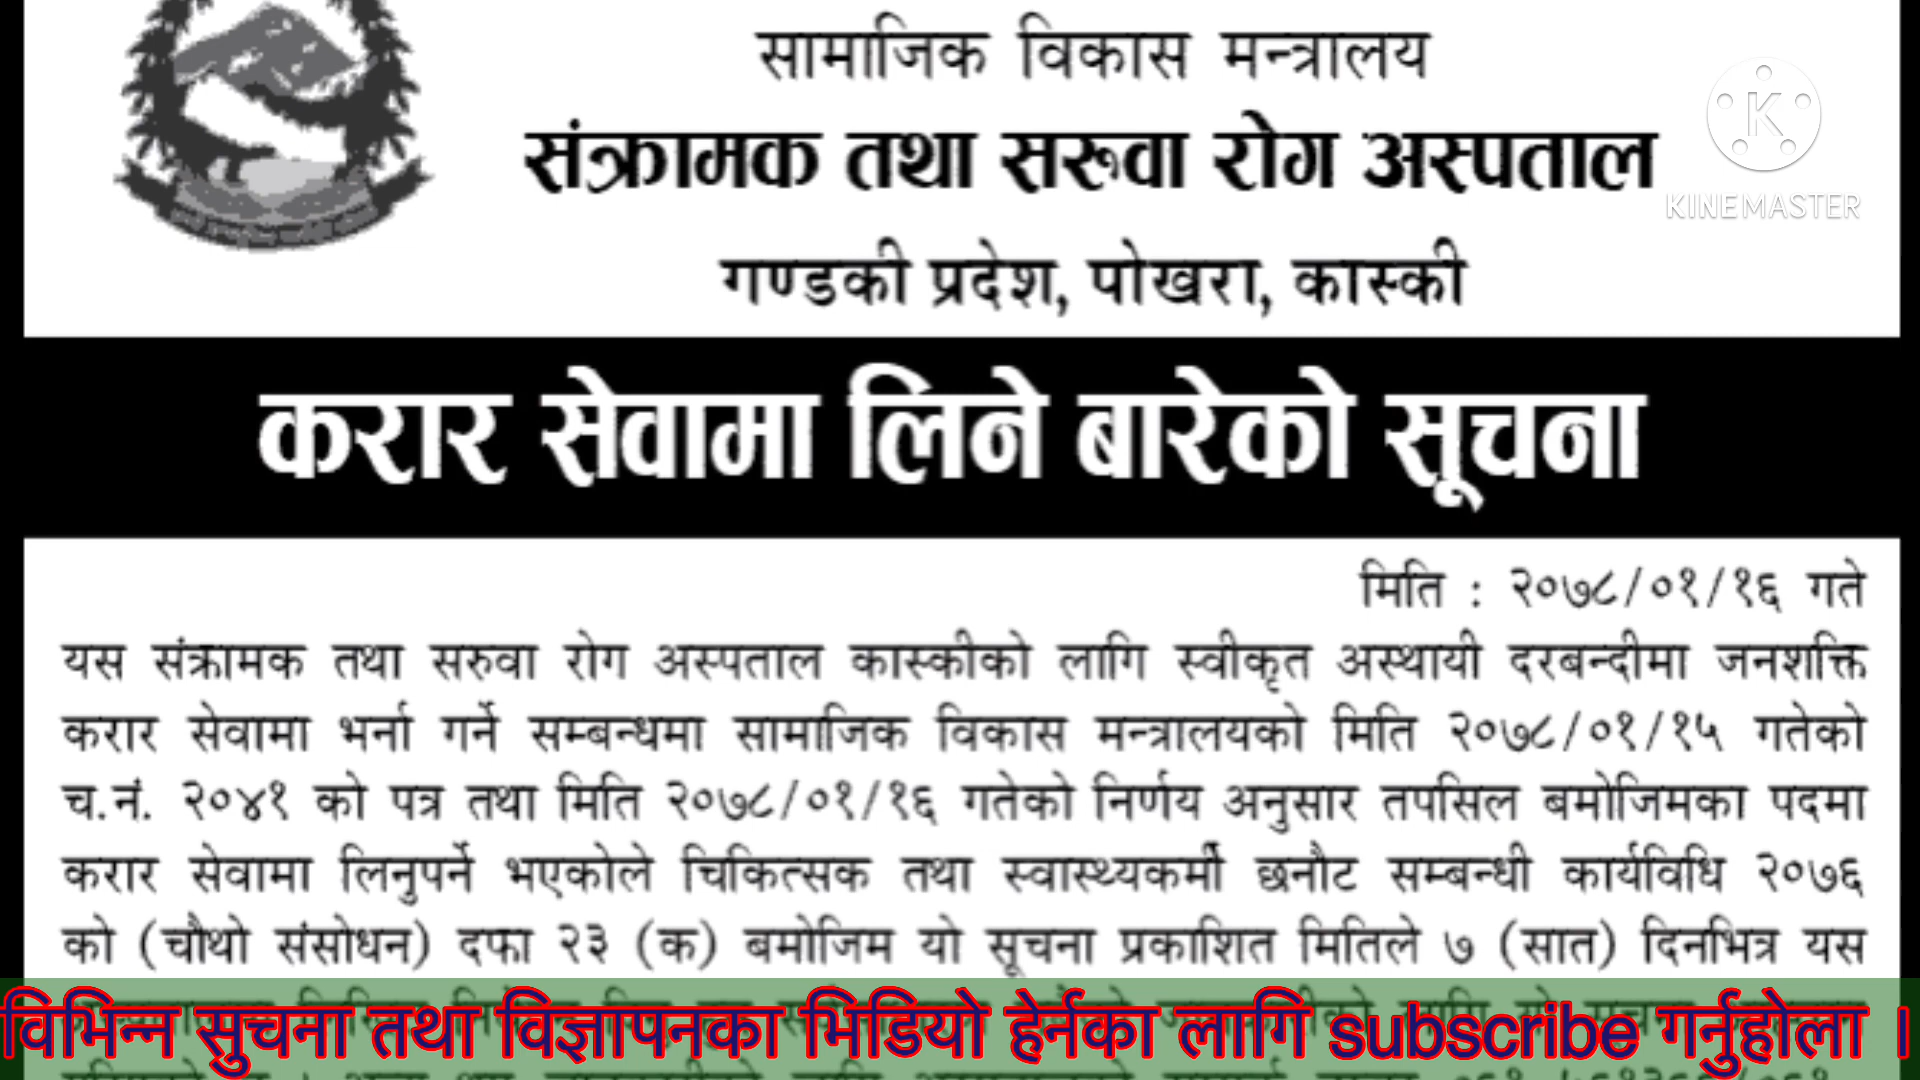 सामाजिक विकास मन्त्रालय
संक्रामक तथा सरुवा रोग अस्पताल
KINEMASTER
गण्डकी प्रदेश, पोखरा, कास्की
करार सेवामा लिने बारेको सूचना
मिति : २०७८/०१/१६ गते
यस संक्रामक तथा सरुवा रोग अस्पताल कास्कीको लागि स्वीकृत अस्थायी दरबन्दीमा जनशक्ति
करार सेवामा भर्ना गर्ने सम्बन्धमा सामाजिक विकास मन्त्रालयको मिति २०७८/०१/१५ गतेको
च.नं. २०४१ को पत्र तथा मिति २०७८/०१/१६ गतेको निर्णय अनुसार तपसिल बमोजिमका पदमा
करार सेवामा लिनुपर्ने भएकोले चिकित्सक तथा स्वास्थ्यकर्मी छनौट सम्बन्धी कार्यविधि २०७६
को (चौथो संसोधन) दफा २३ (क) बमोजिम यो सूचना प्रकाशित मितिले ७ (सात) दिनभित्र यस
विभिन्न सुचना तथा विज्ञापनका भिडियो हेर्नका लागि subscribe गर्नुहोला ।